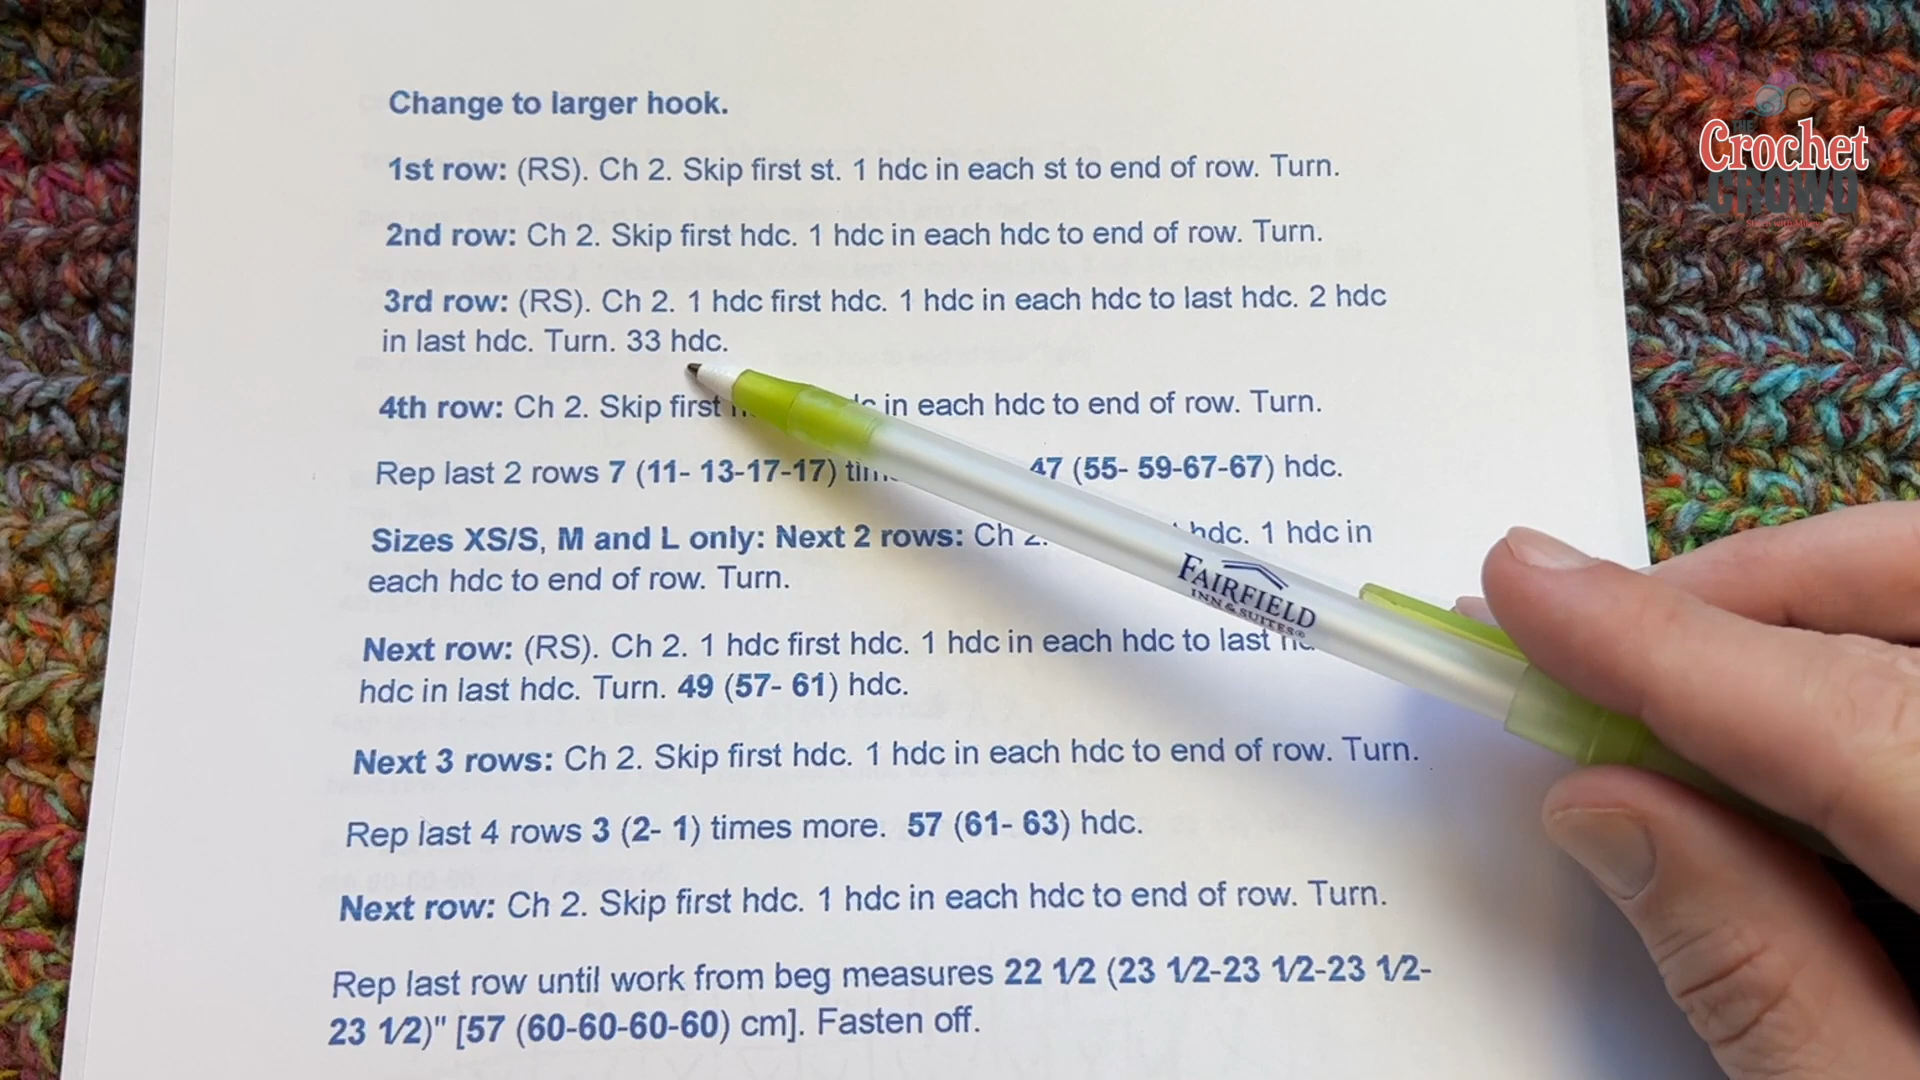 Change to larger hook.
1st row: (RS). Ch 2. Skip first st. 1 hdc in each st to end of row. Turn.
2nd row: Ch 2. Skip first hdc. 1 hdc in each hdc to end of row. Turn.
3rd row: (RS). Ch 2. 1 hdc first hdc. 1 hdc in each hdc to last hdc. 2 hdc
in last hdc. Turn. 33 hdc.
4th row: Ch 2. Skip first in each hdc to end of row. Turn.
Rep last 2 rows 7 (11- 13-17-17) 47 (55- 59-67-67) hdc.
Sizes XS/S, M and L only: Next 2 rows: Ch 2. hdc. 1 hdc in
each hdc to end of row. Turn.
Next row: (RS). Ch 2. 1 hdc first hdc. 1 hdc in each hdc to last
hdc in last hdc. Turn. 49 (57- 61) hdc.
Next 3 rows: Ch 2. Skip first hdc. 1 hdc in each hdc to end of row. Turn.
Rep last 4 rows 3 (2- 1) times more. 57 (61- 63) hdc.
Next row: Ch 2. Skip first hdc. 1 hdc in each hdc to end of row. Turn.
Rep last row until work from beg measures 22 1/2 (23 1/2-23 1/2-23 1/2-
23 1/2)" [57 (60-60-60-60) cm]. Fasten off.
FAIRFIELD
INN & SUITES®
THE
Crochet
CROWD